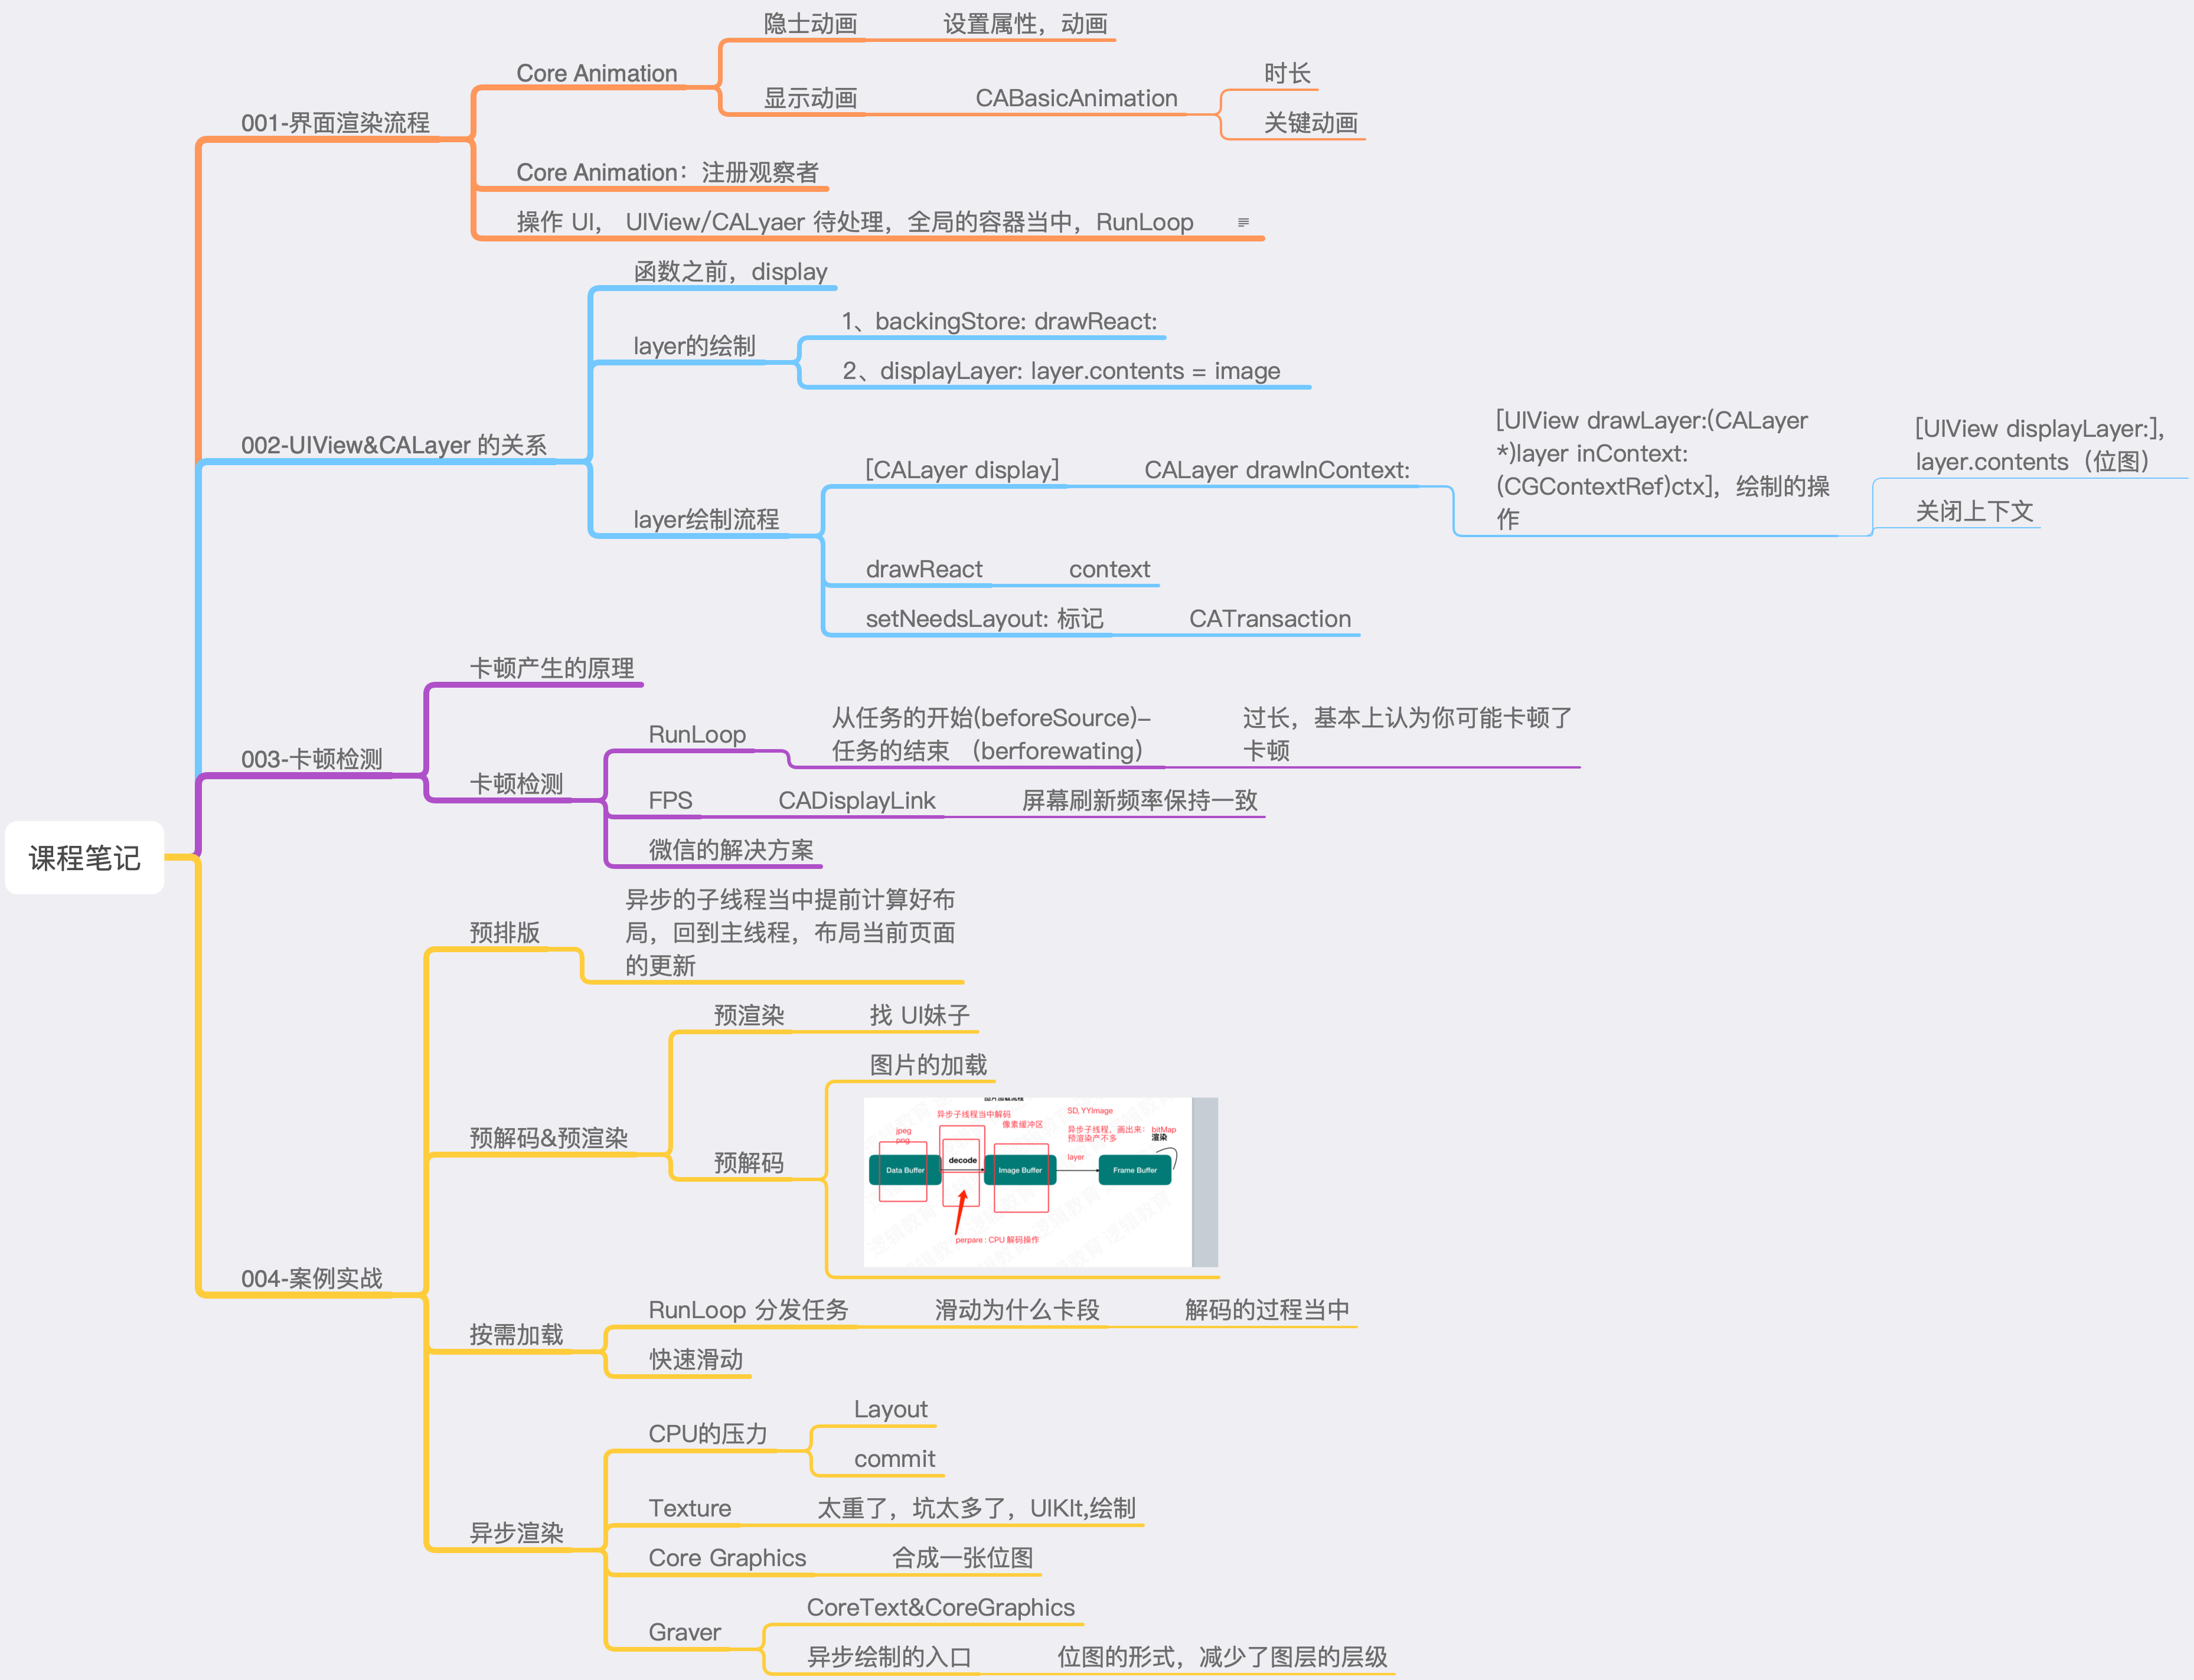 课程笔记
001-界面渲染流程
Core Animation
隐士动画
设置属性，动画
显示动画
CABasicAnimation
时长
关键动画
Core Animation：注册观察者
操作 UI， UIView/CALyaer 待处理，全局的容器当中，RunLoop
002-UIView&CALayer 的关系
函数之前，display
layer的绘制
1、backingStore: drawReact:
2、displayLayer: layer.contents = image
layer绘制流程
[CALayer display]
CALayer drawInContext:
[UIView drawLayer:(CALayer
*)layer inContext:
(CGContextRef)ctx]，绘制的操
作
[UIView displayLayer:],
layer.contents（位图）
关闭上下文
drawReact
context
setNeedsLayout: 标记
CATransaction
003-卡顿检测
卡顿产生的原理
卡顿检测
RunLoop
从任务的开始(beforeSource)-
任务的结束 （berforewating）
过长，基本上认为你可能卡顿了
卡顿
FPS
CADisplayLink
屏幕刷新频率保持一致
微信的解决方案
004-案例实战
预排版
异步的子线程当中提前计算好布
局，回到主线程，布局当前页面
的更新
预解码&预渲染
预渲染
找 UI妹子
预解码
图片的加载
图片加载流程
异步子线程当中解码
SD, YYImage
jpeg
png
像素缓冲区
异步子线程，画出来： bitMap
预渲染产不多
渲染
decode
layer
Data Buffer
Image Buffer
Frame Buffer
perpare : CPU 解码操作
按需加载
RunLoop 分发任务
滑动为什么卡段
解码的过程当中
快速滑动
异步渲染
CPU的压力
Layout
commit
Texture
太重了，坑太多了，UIKIt,绘制
Core Graphics
合成一张位图
Graver
CoreText&CoreGraphics
异步绘制的入口
位图的形式，减少了图层的层级